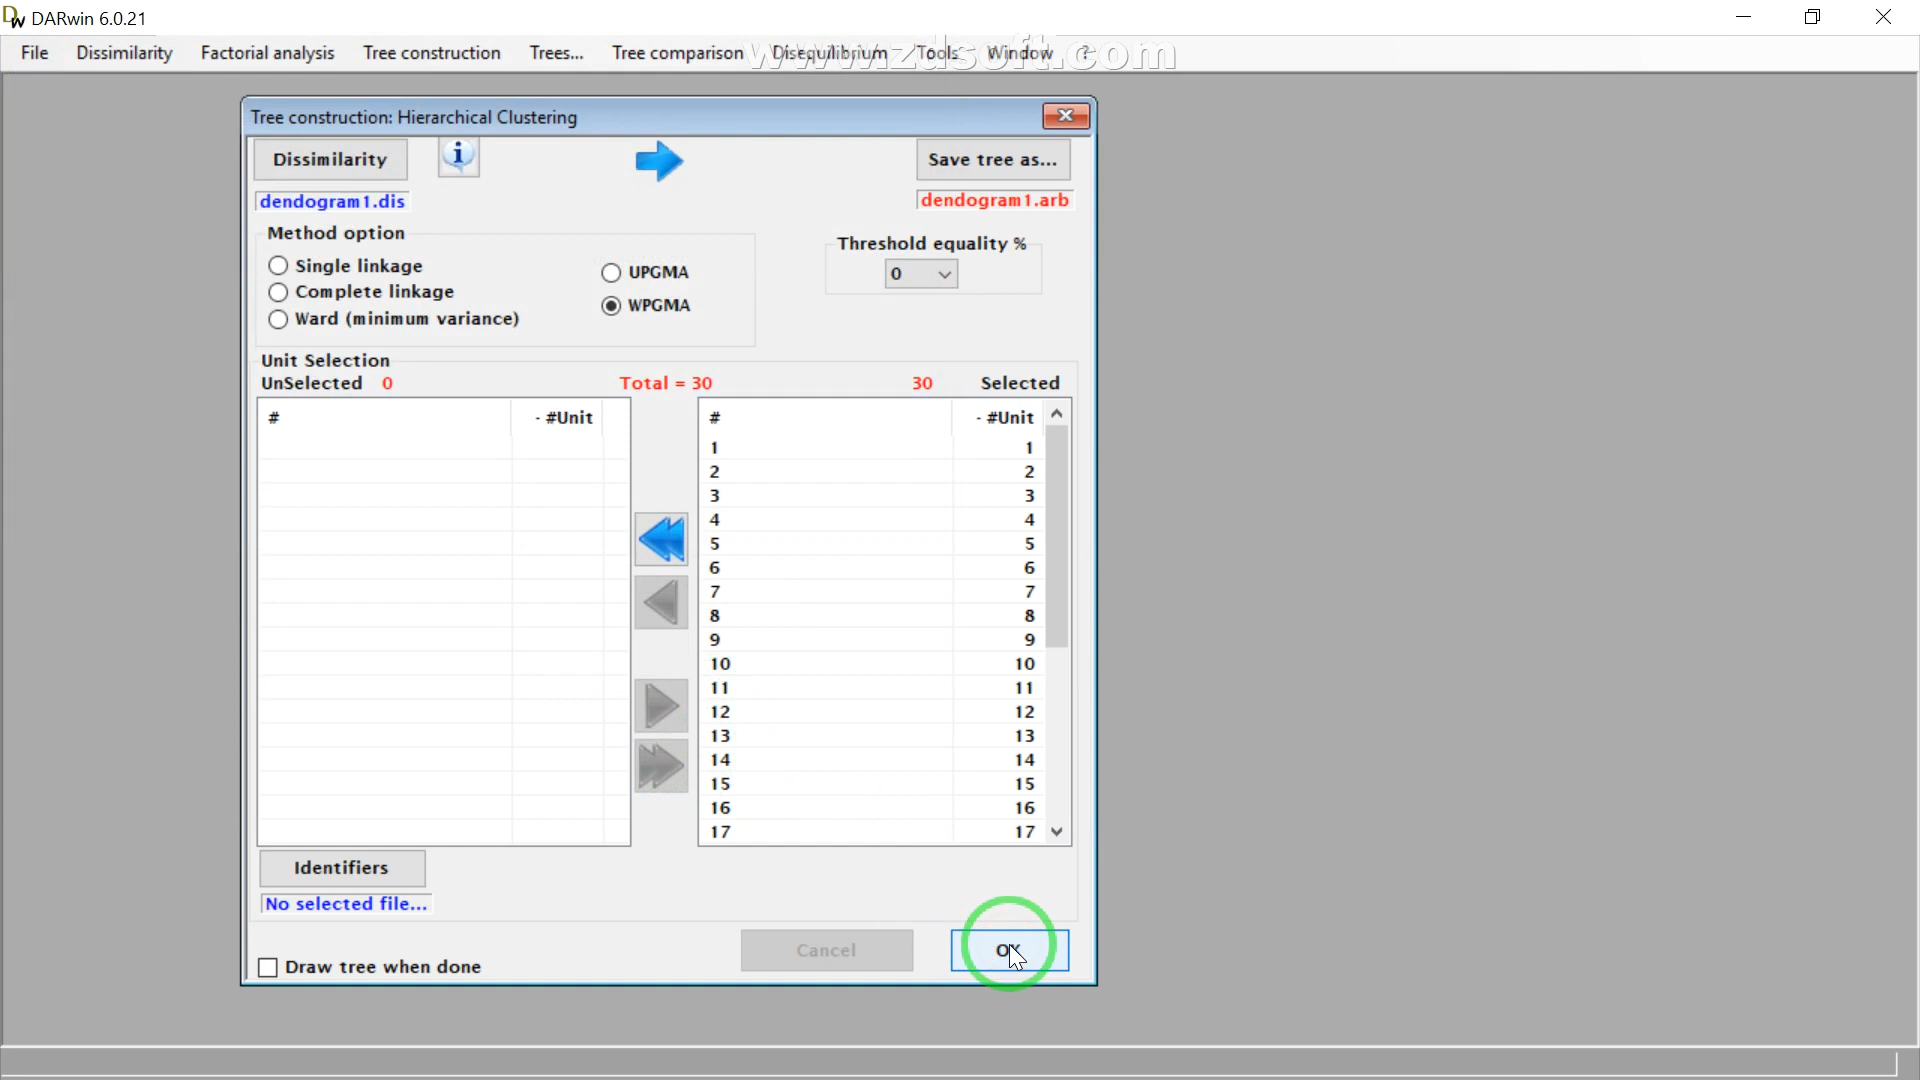 DARwin 6.0.21
File Dissimilarity Factorial analysis Tree construction Trees... Tree comparison Disequilibrium Tools Window ?
www.zdsoft.com
Tree construction: Hierarchical Clustering
Dissimilarity Save tree as...
dendogram1.dis dendogram1.arb
Method option
Threshold equality %
Single linkage UPGMA 0
Complete linkage
WPGMA
Ward (minimum variance)
Unit Selection
UnSelected 0 Total = 30 30 Selected
# - #Unit # - #Unit
1 1
2 2
3 3
4 4
5 5
6 6
7 7
8 8
9 9
10 10
11 11
12 12
13 13
14 14
15 15
16 16
17 17
Identifiers
No selected file...
Cancel OK
Draw tree when done